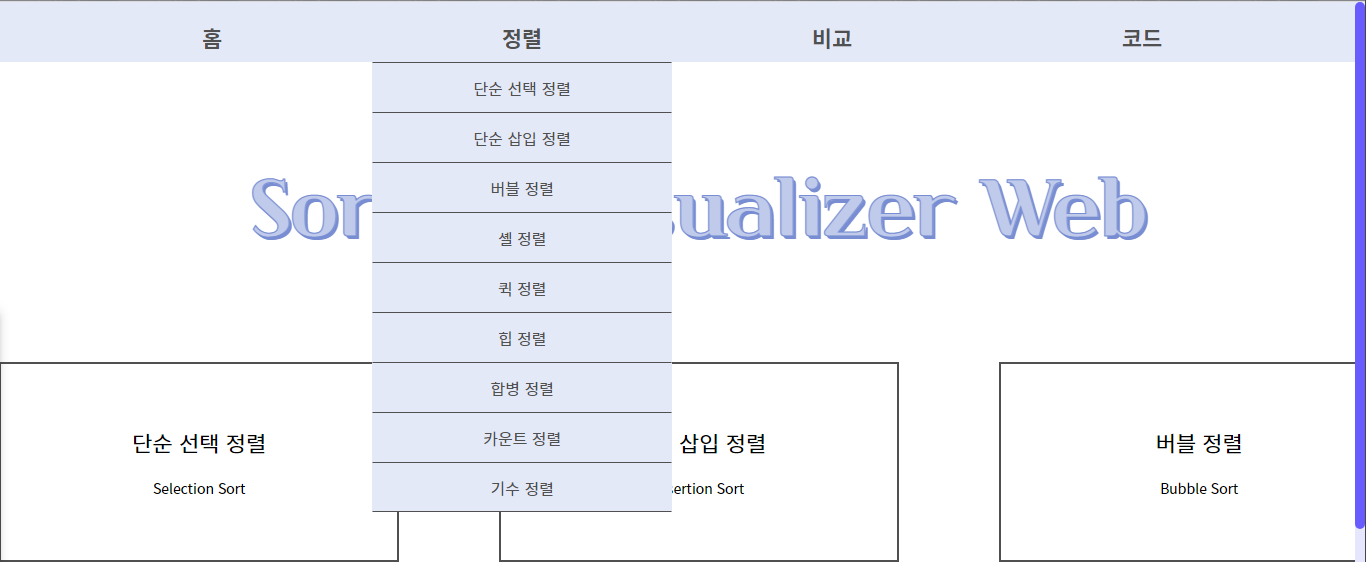 홈
정렬
비교
코드
단순 선택 정렬
단순 삽입 정렬
버블 정렬
셸 정렬
퀵 정렬
힙 정렬
합병 정렬
카운트 정렬
기수 정렬
Sor ualizer Web
단순 선택 정렬
Selection Sort
삽입 정렬
ertion Sort
버블 정렬
Bubble Sort